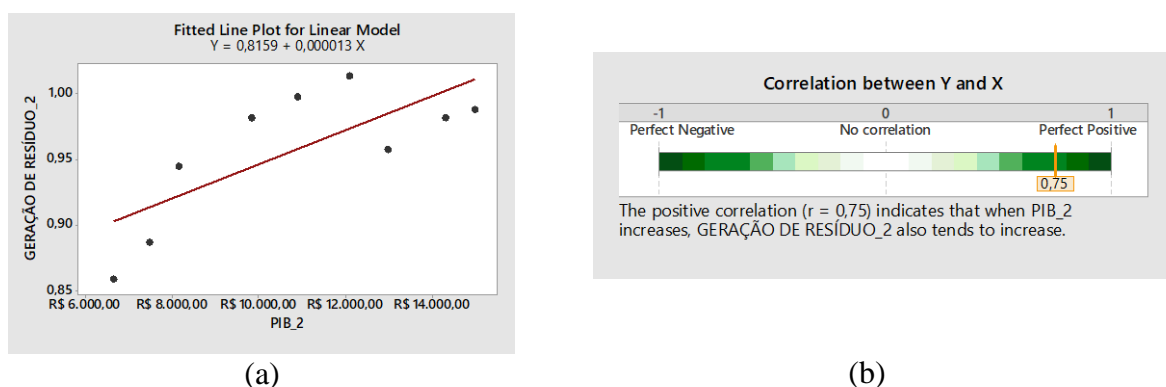 Fitted Line Plot for Linear Model
Y = 0,8159 + 0,000013 X
GERAÇÃO DE RESÍDUO_2
1,00
0,95
0,90
0,85
R$ 6.000,00 R$ 8.000,00 R$ 10.000,00 R$ 12.000,00 R$ 14.000,00
PIB_2
(a)
Correlation between Y and X
-1 0 1
Perfect Negative No correlation Perfect Positive
0,75
The positive correlation (r = 0,75) indicates that when PIB_2
increases, GERAÇÃO DE RESÍDUO_2 also tends to increase.
(b)